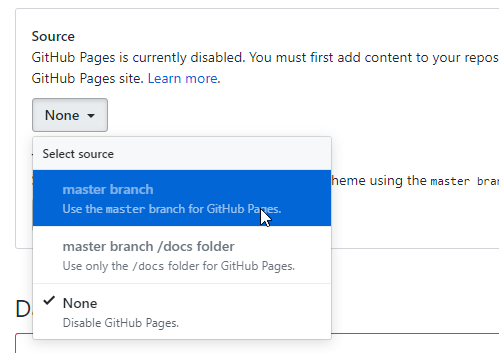 Source
GitHub Pages is currently disabled. You must first add content to your repos
GitHub Pages site. Learn more.
None
Select source
master branch
Use the master branch for GitHub Pages.
heme using the master bran
master branch /docs folder
Use only the /docs folder for GitHub Pages.
None
Disable GitHub Pages.
D